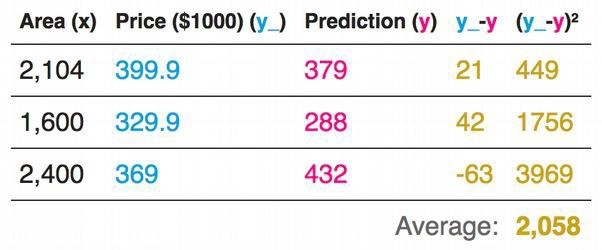 Area (x) Price ($1000) (y_) Prediction (y) y_-y (y_-y)²
2,104 399.9 379 21 449
1,600 329.9 288 42 1756
2,400 369 432 -63 3969
Average: 2,058